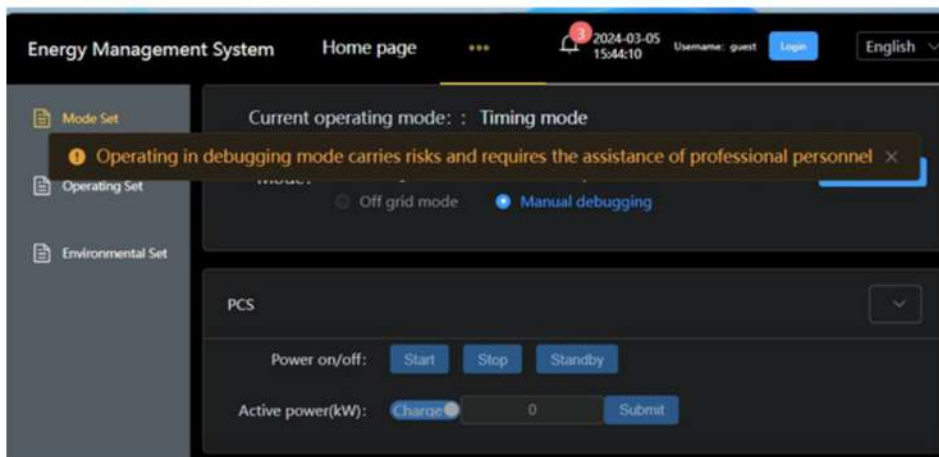 Energy Management System
Home page
3
2024-03-05
15:44:10
Username: guest
Login
English
Mode Set
Current operating mode: : Timing mode
Operating in debugging mode carries risks and requires the assistance of professional personnel
Operating Set
Off grid mode
Manual debugging
Environmental Set
PCS
Power on/off:
Start
Stop
Standby
Active power(kW):
Charge
0
Submit